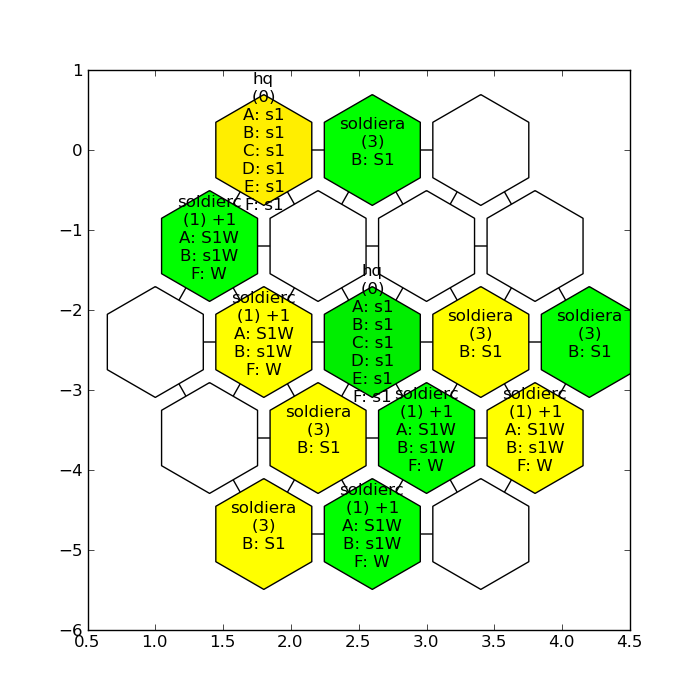 1
0
−1
−2
−3
−4
−5
−6
0.5
1.0
1.5
2.0
2.5
3.0
3.5
4.0
4.5
hq
(0)
A: s1
B: s1
C: s1
D: s1
E: s1
F: s1
soldiera
(3)
B: S1
soldierc
(1) +1
A: S1W
B: s1W
F: W
soldierc
(1) +1
A: S1W
B: s1W
F: W
hq
(0)
A: s1
B: s1
C: s1
D: s1
E: s1
F: s1
soldiera
(3)
B: S1
soldiera
(3)
B: S1
soldiera
(3)
B: S1
soldierc
(1) +1
A: S1W
B: s1W
F: W
soldierc
(1) +1
A: S1W
B: s1W
F: W
soldiera
(3)
B: S1
soldierc
(1) +1
A: S1W
B: s1W
F: W